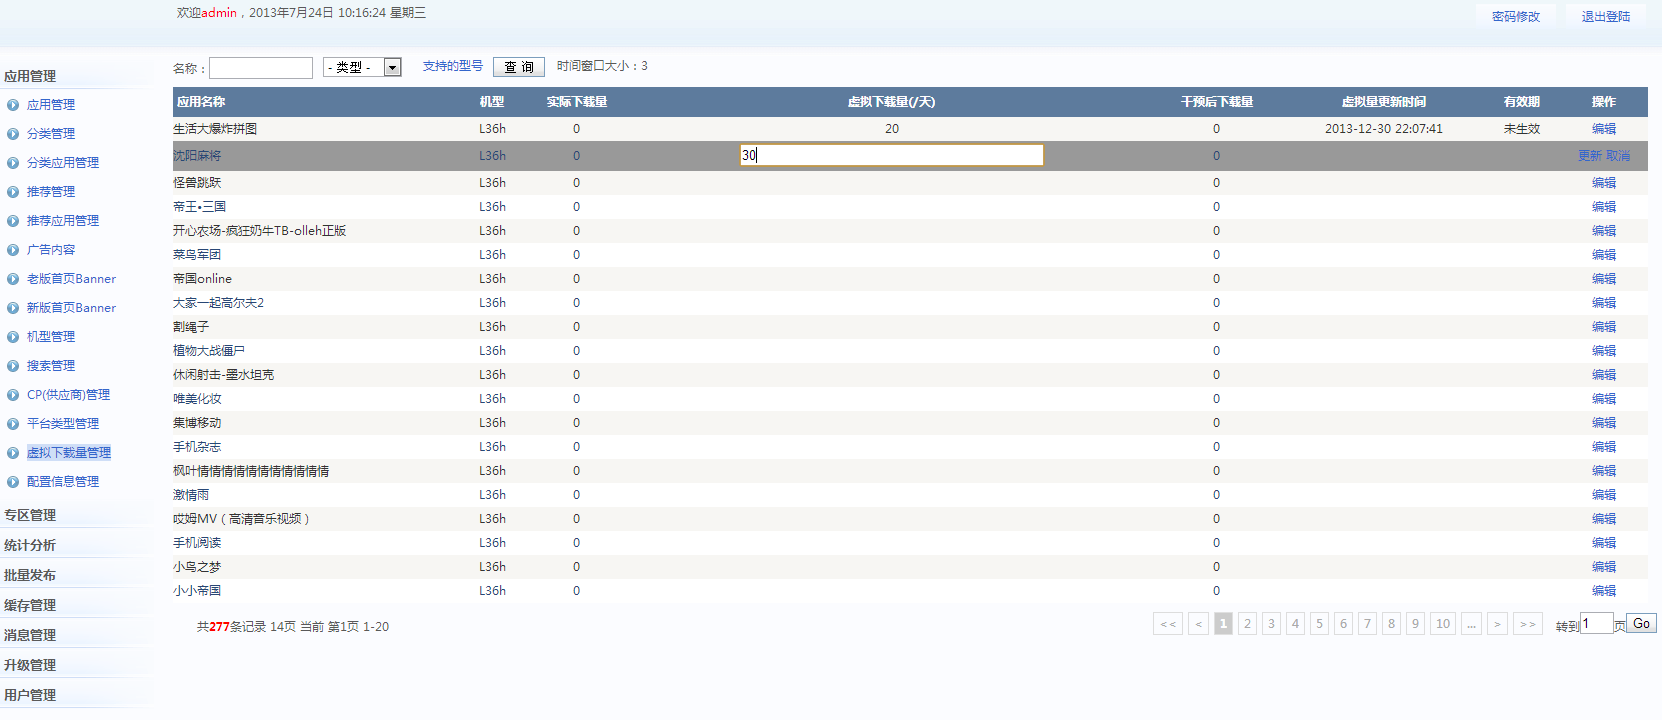 欢迎admin，2013年7月24日 10:16:24 星期三
密码修改 退出登陆
应用管理
应用管理
分类管理
分类应用管理
推荐管理
推荐应用管理
广告内容
老版首页Banner
新版首页Banner
机型管理
搜索管理
CP(供应商)管理
平台类型管理
虚拟下载量管理
配置信息管理
专区管理
统计分析
批量发布
缓存管理
消息管理
升级管理
用户管理
名称： - 类型 - 支持的型号 查 询 时间窗口大小：3
应用名称 机型 实际下载量 虚拟下载量(/天) 干预后下载量 虚拟量更新时间 有效期 操作
生活大爆炸拼图 L36h 0 20 0 2013-12-30 22:07:41 未生效 编辑
沈阳麻将 L36h 0 30 0 更新 取消
怪兽跳跃 L36h 0 0 编辑
帝王•三国 L36h 0 0 编辑
开心农场-疯狂奶牛TB-olleh正版 L36h 0 0 编辑
菜鸟军团 L36h 0 0 编辑
帝国online L36h 0 0 编辑
大家一起高尔夫2 L36h 0 0 编辑
割绳子 L36h 0 0 编辑
植物大战僵尸 L36h 0 0 编辑
休闲射击-墨水坦克 L36h 0 0 编辑
唯美化妆 L36h 0 0 编辑
集博移动 L36h 0 0 编辑
手机杂志 L36h 0 0 编辑
枫叶情情情情情情情情情情情 L36h 0 0 编辑
激情雨 L36h 0 0 编辑
哎姆MV（高清音乐视频） L36h 0 0 编辑
手机阅读 L36h 0 0 编辑
小鸟之梦 L36h 0 0 编辑
小小帝国 L36h 0 0 编辑
共277条记录 14页 当前 第1页 1-20 << < 1 2 3 4 5 6 7 8 9 10 ... > >> 转到1页 Go